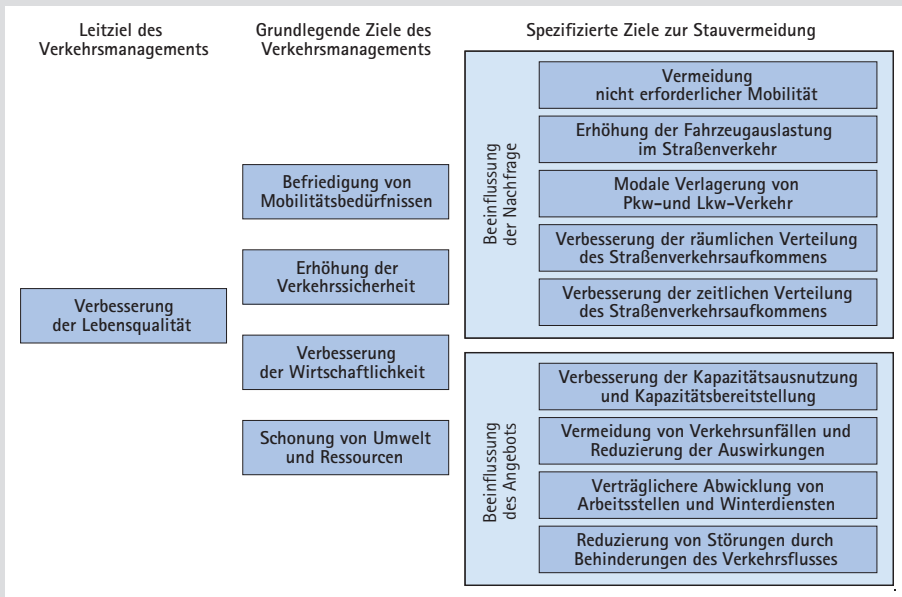 Leitziel des
Verkehrsmanagements
Grundlegende Ziele des
Verkehrsmanagements
Spezifizierte Ziele zur Stauvermeidung
Verbesserung
der Lebensqualität
Befriedigung von
Mobilitätsbedürfnissen
Erhöhung der
Verkehrssicherheit
Verbesserung
der Wirtschaftlichkeit
Schonung von Umwelt
und Ressourcen
Beeinflussung
der Nachfrage
Vermeidung
nicht erforderlicher Mobilität
Erhöhung der Fahrzeugauslastung
im Straßenverkehr
Modale Verlagerung von
Pkw-und Lkw-Verkehr
Verbesserung der räumlichen Verteilung
des Straßenverkehrsaufkommens
Verbesserung der zeitlichen Verteilung
des Straßenverkehrsaufkommens
Beeinflussung
des Angebots
Verbesserung der Kapazitätsausnutzung
und Kapazitätsbereitstellung
Vermeidung von Verkehrsunfällen und
Reduzierung der Auswirkungen
Verträglichere Abwicklung von
Arbeitsstellen und Winterdiensten
Reduzierung von Störungen durch
Behinderungen des Verkehrsflusses